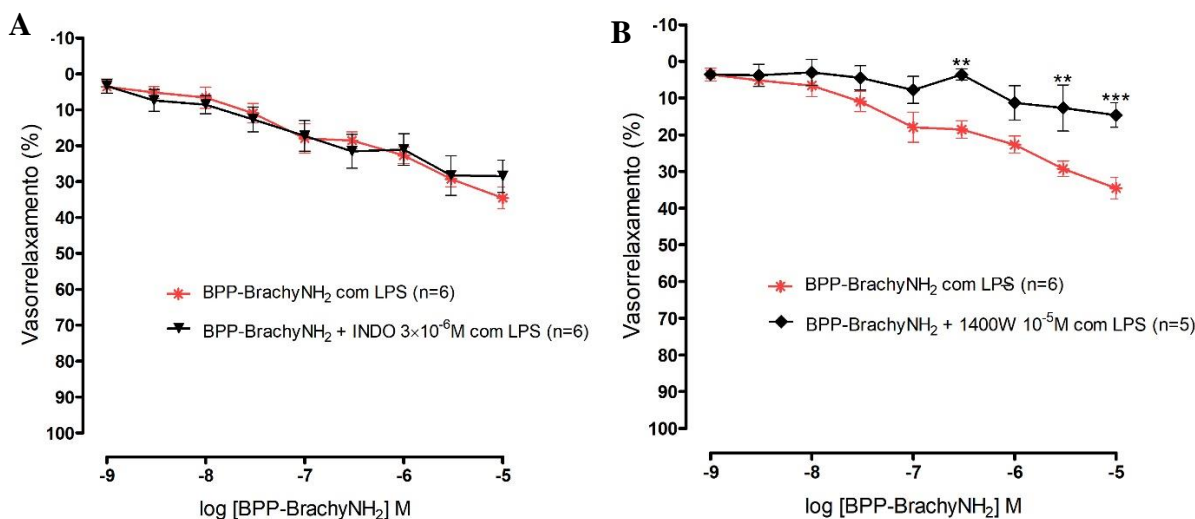 A
-10
0
10
20
30
40
50
60
70
80
90
100
Vasorrelaxamento (%)
BPP-BrachyNH₂ com LPS (n=6)
BPP-BrachyNH₂ + INDO 3×10⁻⁶M com LPS (n=6)
-9 -8 -7 -6 -5
log [BPP-BrachyNH₂] M
B
-10
0
10
20
30
40
50
60
70
80
90
100
Vasorrelaxamento (%)
** ** ***
BPP-BrachyNH₂ com LPS (n=6)
BPP-BrachyNH₂ + 1400W 10⁻⁵M com LPS (n=5)
-9 -8 -7 -6 -5
log [BPP-BrachyNH₂] M